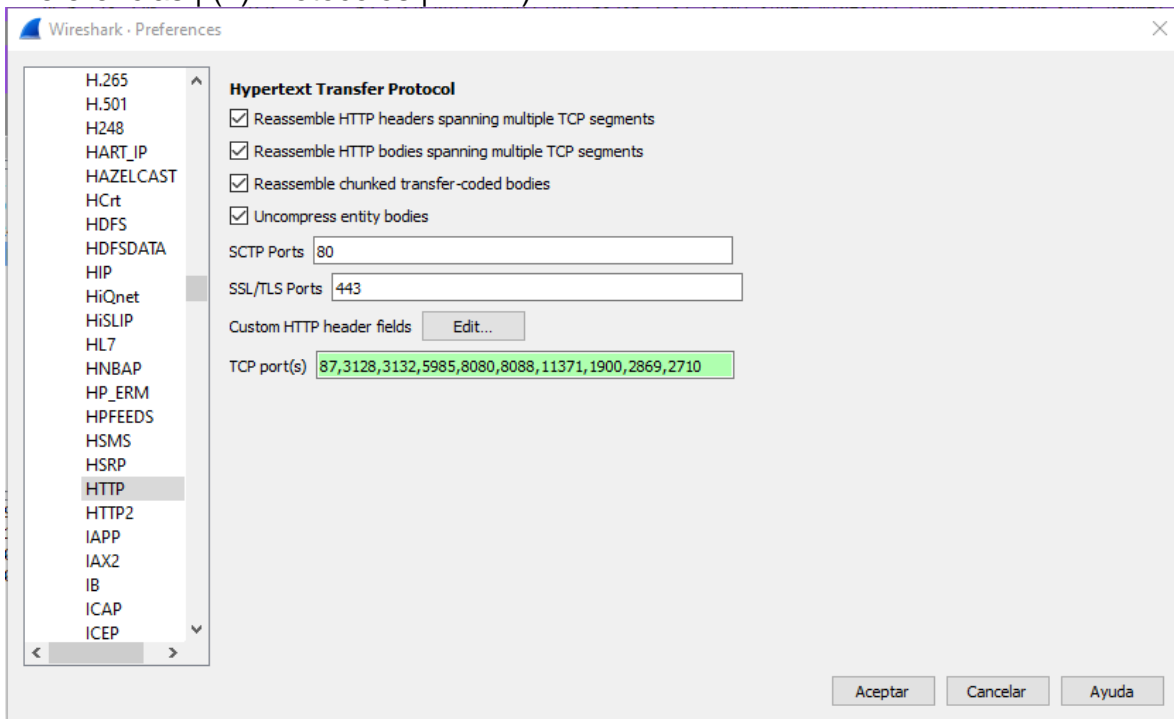 Wireshark · Preferences
H.265
H.501
H248
HART_IP
HAZELCAST
HCrt
HDFS
HDFSDATA
HIP
HiQnet
HiSLIP
HL7
HNBAP
HP_ERM
HPFEEDS
HSMS
HSRP
HTTP
HTTP2
IAPP
IAX2
IB
ICAP
ICEP
Hypertext Transfer Protocol
Reassemble HTTP headers spanning multiple TCP segments
Reassemble HTTP bodies spanning multiple TCP segments
Reassemble chunked transfer-coded bodies
Uncompress entity bodies
SCTP Ports 80
SSL/TLS Ports 443
Custom HTTP header fields Edit...
TCP port(s) 87,3128,3132,5985,8080,8088,11371,1900,2869,2710
Aceptar Cancelar Ayuda